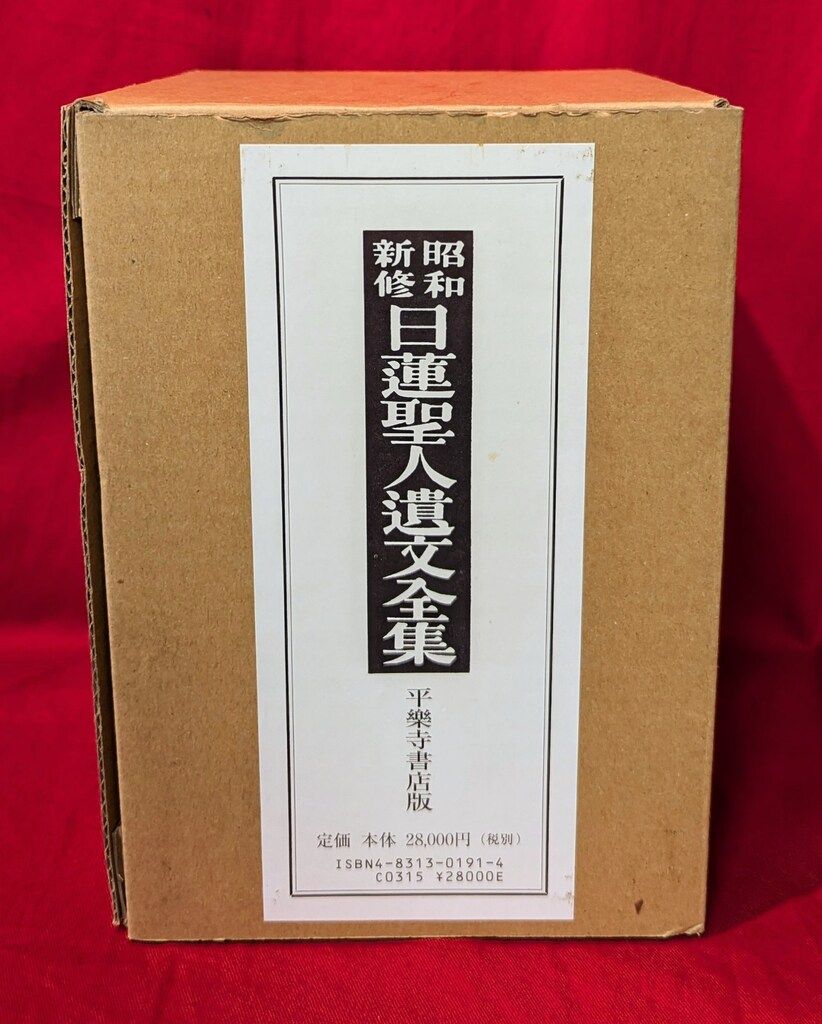 昭和
新修
日蓮聖人遺文全集
平樂寺書店版
定価 本体 28,000円（税別）
ISBN4-8313-0191-4
C0315 ¥28000E